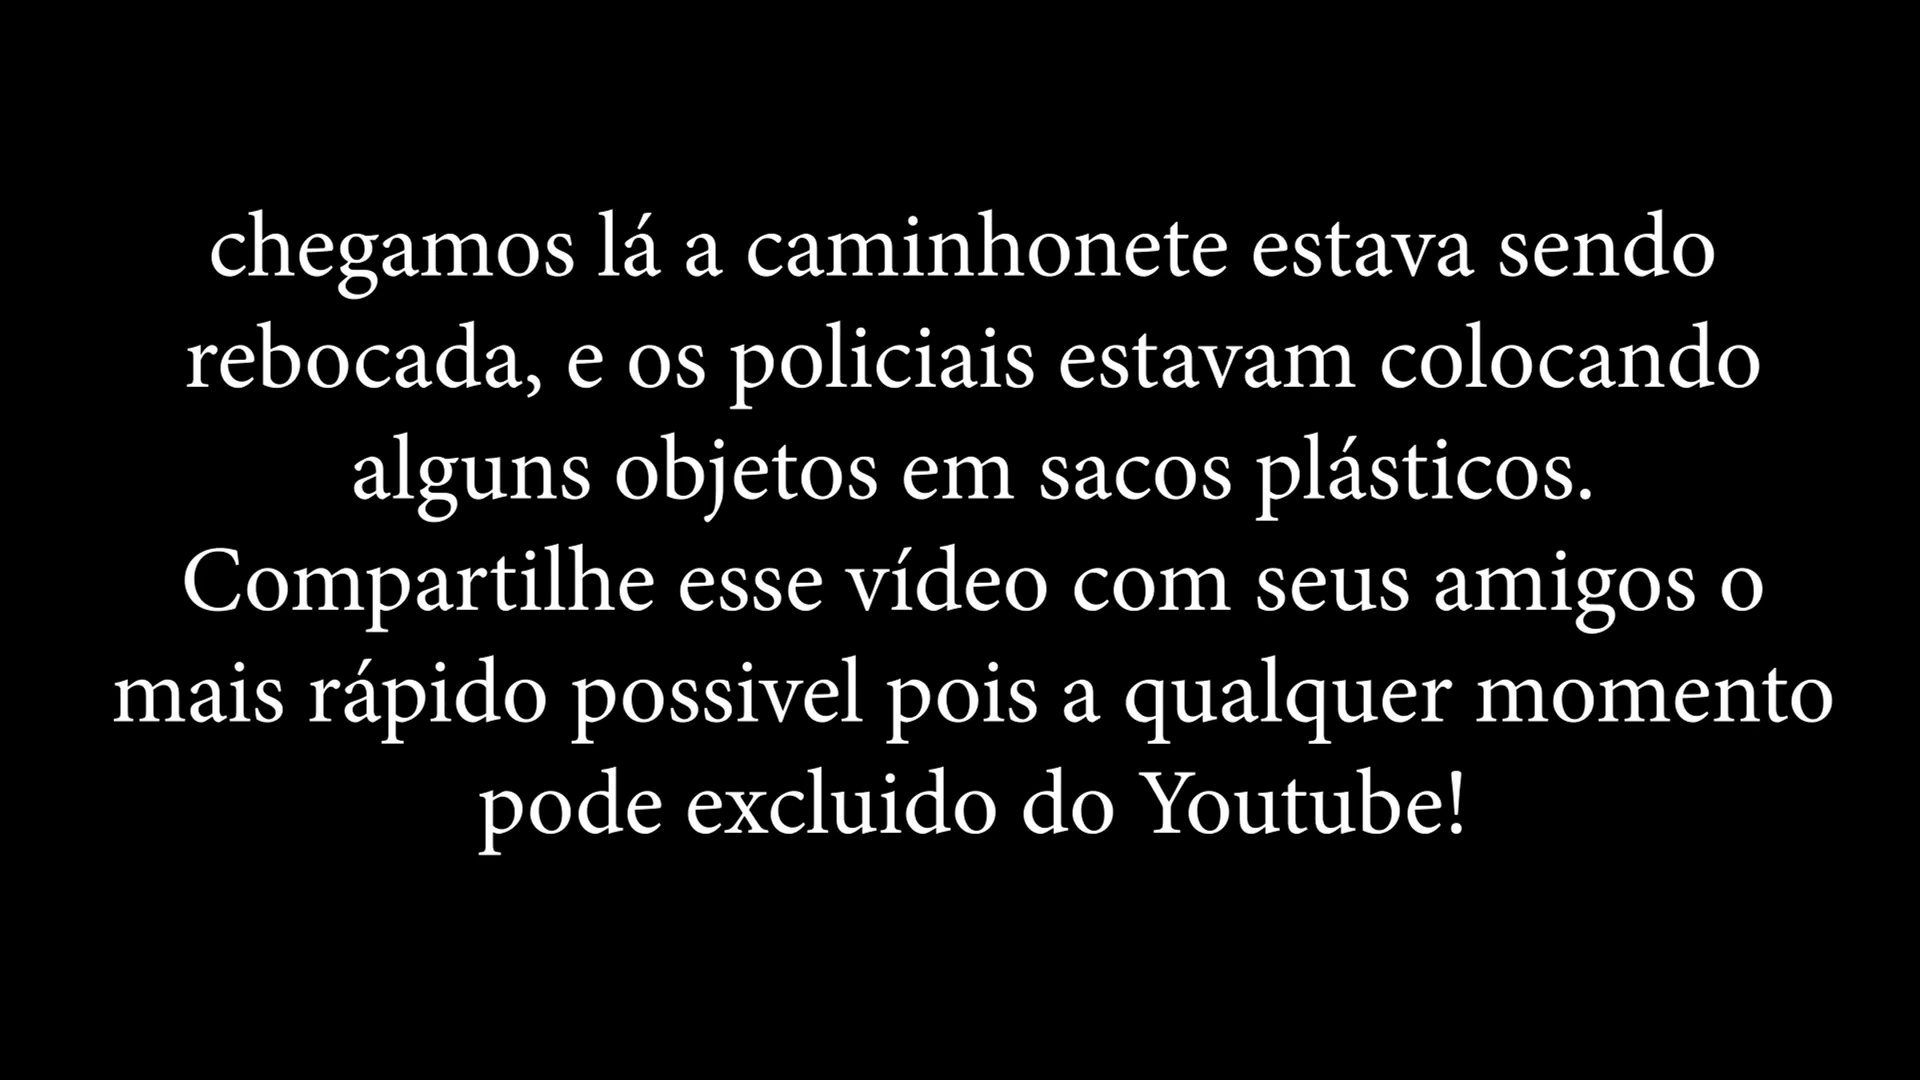 chegamos lá a caminhonete estava sendo
rebocada, e os policiais estavam colocando
alguns objetos em sacos plásticos.
Compartilhe esse vídeo com seus amigos o
mais rápido possivel pois a qualquer momento
pode excluido do Youtube!